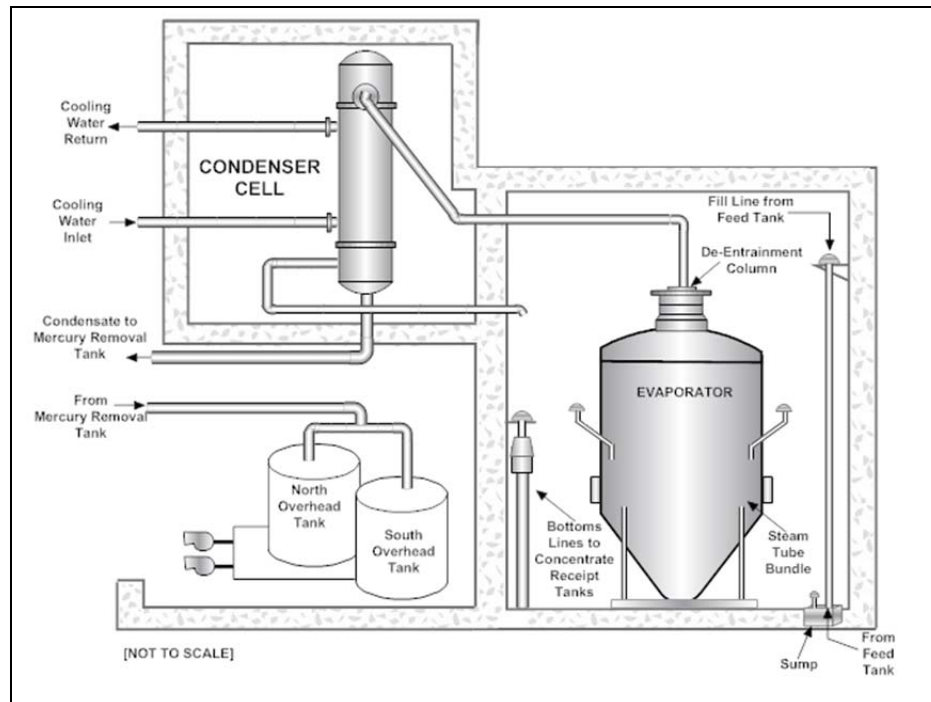 Cooling
Water
Return
CONDENSER
CELL
Cooling
Water
Inlet
Fill Line from
Feed Tank
De-Entrainment
Column
Condensate to
Mercury Removal
Tank
EVAPORATOR
From
Mercury Removal
Tank
North
Overhead
Tank
South
Overhead
Tank
Bottoms
Lines to
Concentrate
Receipt
Tanks
Steam
Tube
Bundle
[NOT TO SCALE]
Sump
From
Feed
Tank